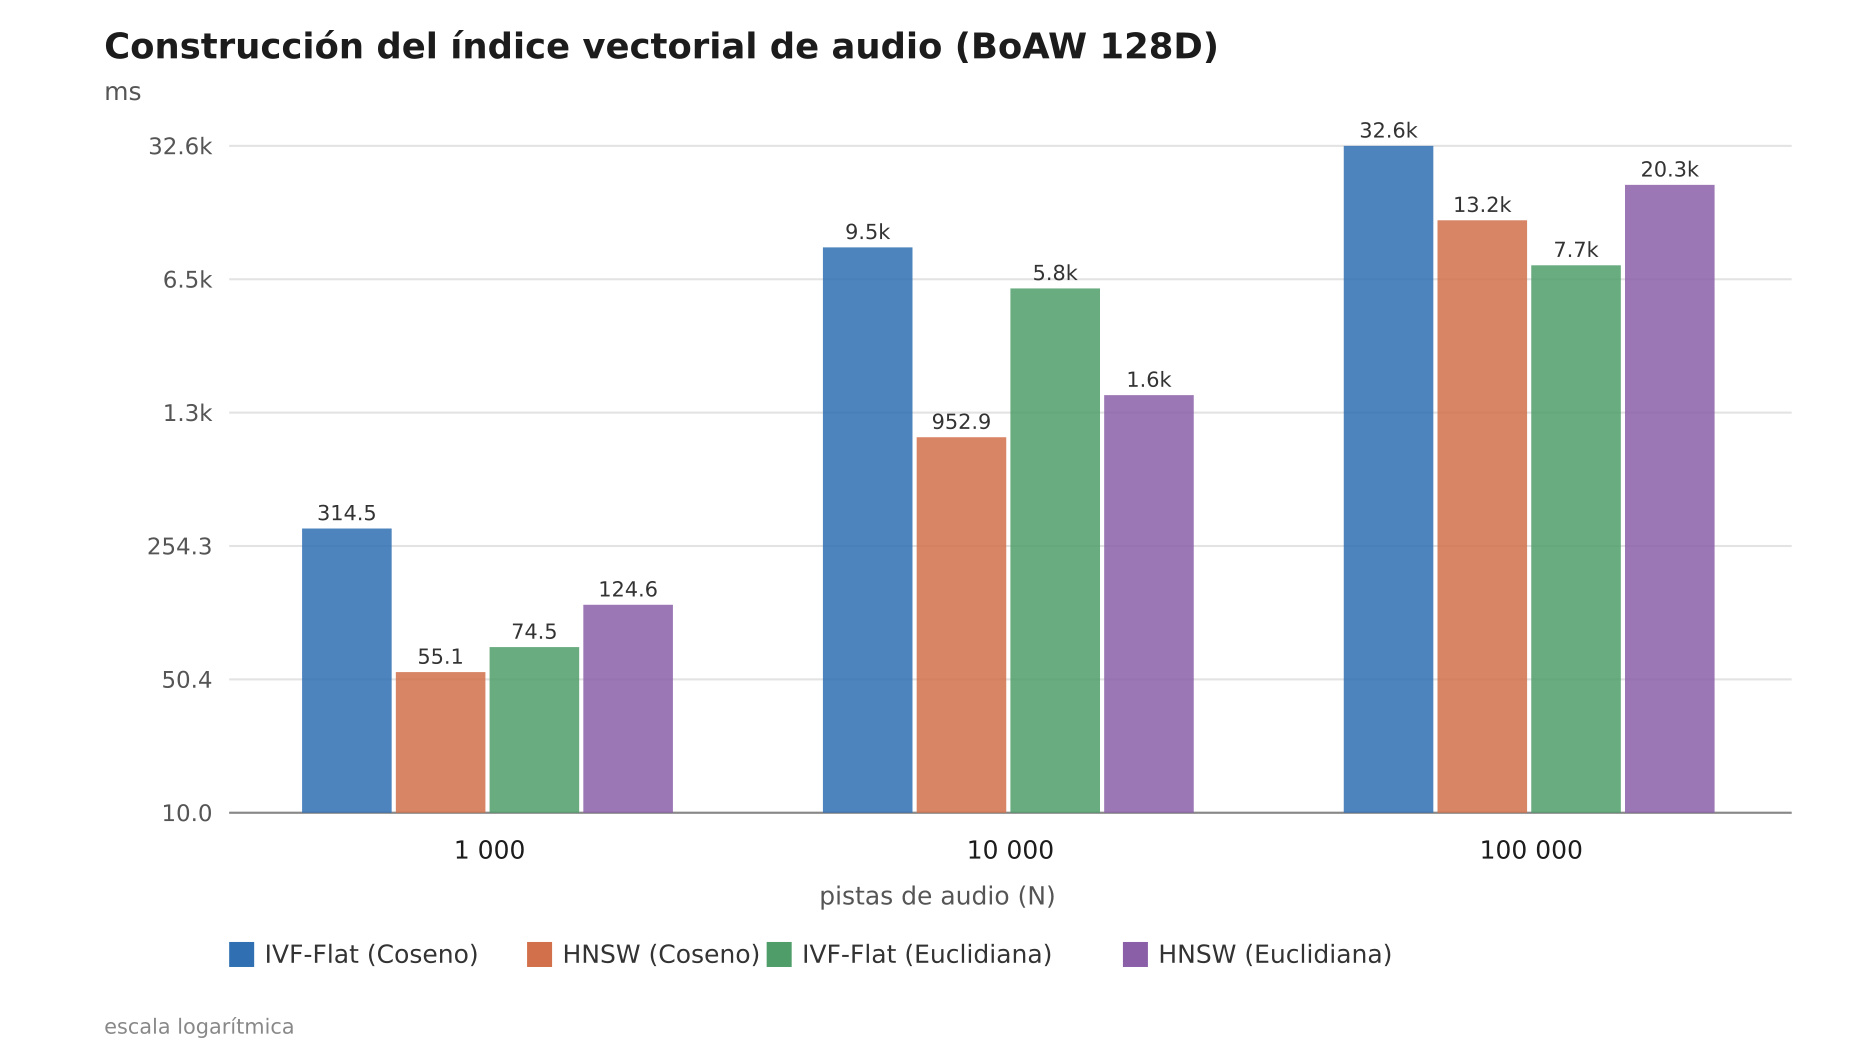 Construcción del índice vectorial de audio (BoAW 128D)
ms
32.6k
6.5k
1.3k
254.3
50.4
10.0
314.5
55.1
74.5
124.6
9.5k
952.9
5.8k
1.6k
32.6k
13.2k
7.7k
20.3k
1 000
10 000
100 000
pistas de audio (N)
IVF-Flat (Coseno) HNSW (Coseno) IVF-Flat (Euclidiana) HNSW (Euclidiana)
escala logarítmica